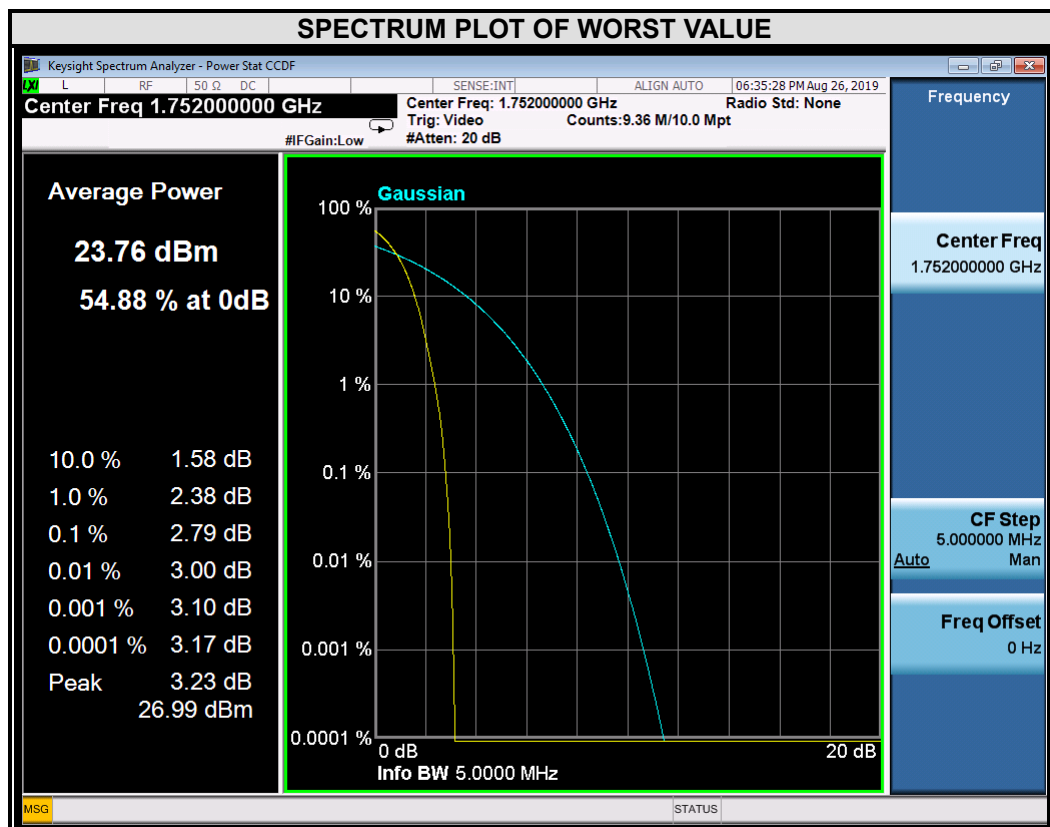 SPECTRUM PLOT OF WORST VALUE
Keysight Spectrum Analyzer - Power Stat CCDF
LXI L RF 50 Ω DC SENSE:INT ALIGN AUTO 06:35:28 PM Aug 26, 2019
Center Freq 1.752000000 GHz
#IFGain:Low
Center Freq: 1.752000000 GHz
Radio Std: None
Trig: Video
Counts:9.36 M/10.0 Mpt
#Atten: 20 dB
Average Power
23.76 dBm
54.88 % at 0dB
10.0 % 1.58 dB
1.0 % 2.38 dB
0.1 % 2.79 dB
0.01 % 3.00 dB
0.001 % 3.10 dB
0.0001 % 3.17 dB
Peak 3.23 dB
26.99 dBm
Gaussian
100 %
10 %
1 %
0.1 %
0.01 %
0.001 %
0.0001 %
0 dB 20 dB
Info BW 5.0000 MHz
Frequency
Center Freq
1.752000000 GHz
CF Step
5.000000 MHz
Auto Man
Freq Offset
0 Hz
MSG STATUS